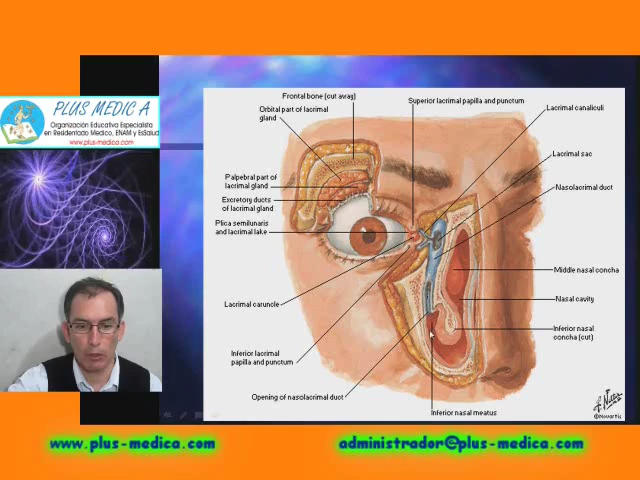 PLUS MEDICA
Organización Educativa Especialista
en Residentado Medico, ENAM y EsSalud
www.plus-medica.com
Frontal bone (cut away)
Orbital part of lacrimal
gland
Superior lacrimal papilla and punctum
Lacrimal canaliculi
Lacrimal sac
Palpebral part of
lacrimal gland
Nasolacrimal duct
Excretory ducts
of lacrimal gland
Plica semilunaris
and lacrimal lake
Middle nasal concha
Lacrimal caruncle
Nasal cavity
Inferior nasal
concha (cut)
Inferior lacrimal
papilla and punctum
Opening of nasolacrimal duct
Inferior nasal meatus
©Novartis
www.plus-medica.com
administrador@plus-medica.com